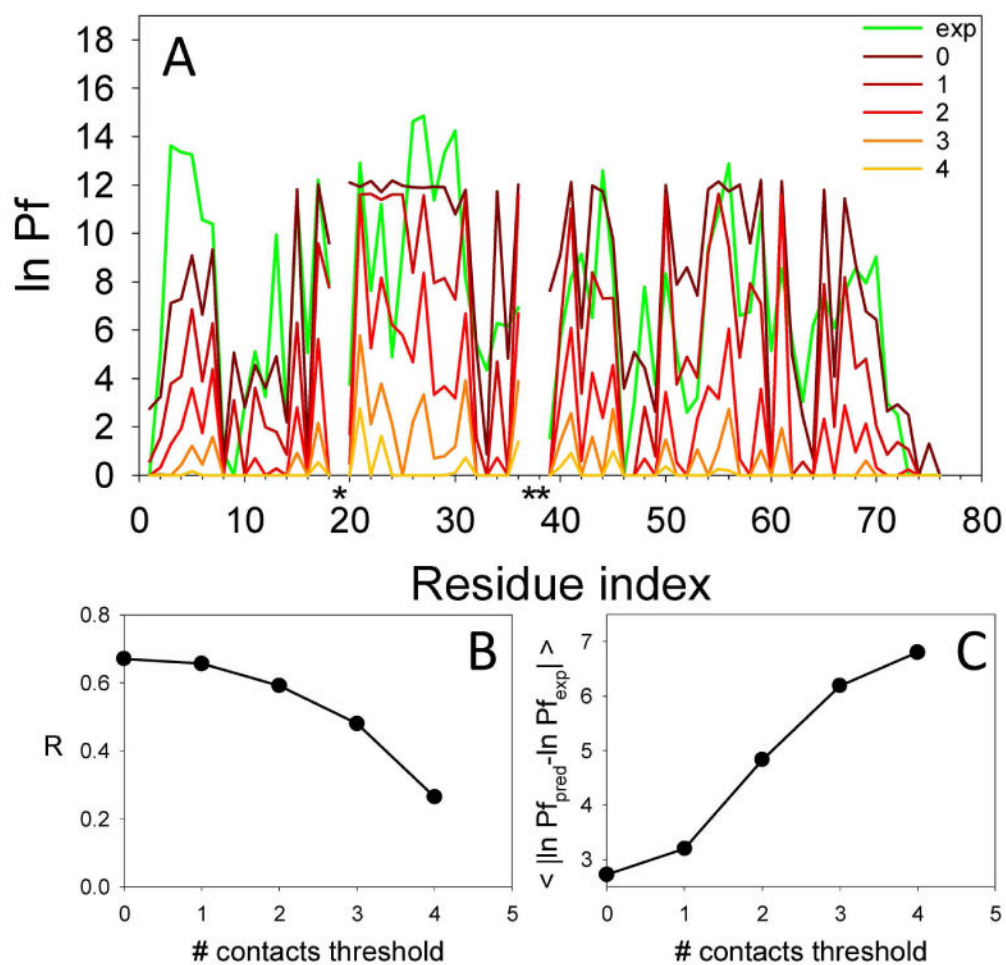 A
18
16
14
12
10
8
6
4
2
0
ln Pf
exp
0
1
2
3
4
* **
0 10 20 30 40 50 60 70 80
Residue index
B
0.8
0.6
0.4
0.2
0.0
R
0 1 2 3 4 5
# contacts threshold
C
7
6
5
4
3
< |ln Pfpred-ln Pfexp| >
0 1 2 3 4 5
# contacts threshold